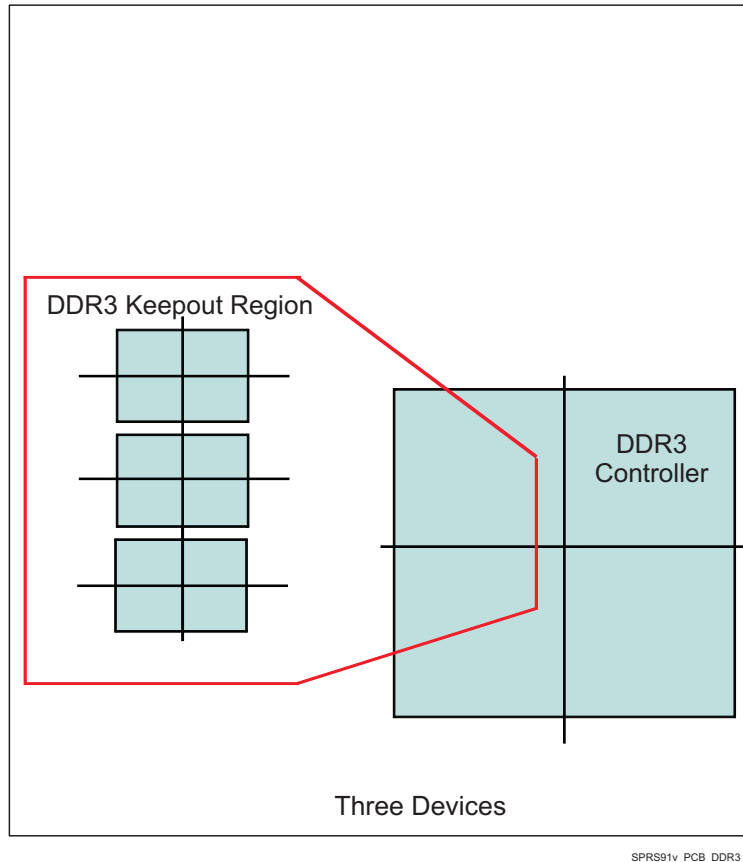 DDR3 Keepout Region
DDR3
Controller
Three Devices
SPRS91v_PCB_DDR3